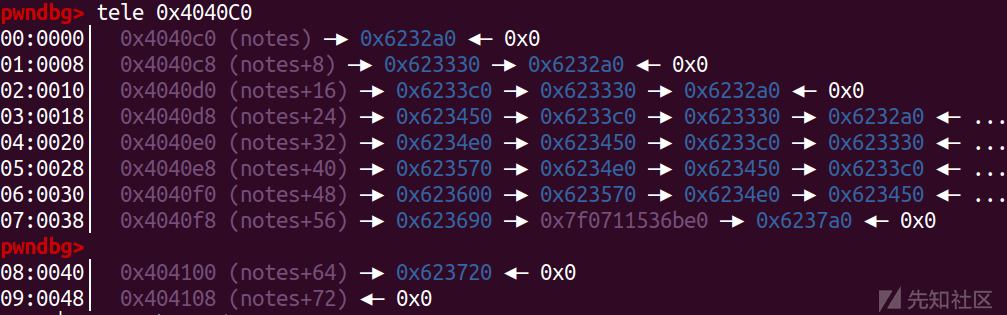 pwndbg> tele 0x4040C0
00:0000│ 0x4040c0 (notes) —▸ 0x6232a0 ◂— 0x0
01:0008│ 0x4040c8 (notes+8) —▸ 0x623330 —▸ 0x6232a0 ◂— 0x0
02:0010│ 0x4040d0 (notes+16) —▸ 0x6233c0 —▸ 0x623330 —▸ 0x6232a0 ◂— 0x0
03:0018│ 0x4040d8 (notes+24) —▸ 0x623450 —▸ 0x6233c0 —▸ 0x623330 —▸ 0x6232a0 ◂— ...
04:0020│ 0x4040e0 (notes+32) —▸ 0x6234e0 —▸ 0x623450 —▸ 0x6233c0 —▸ 0x623330 ◂— ...
05:0028│ 0x4040e8 (notes+40) —▸ 0x623570 —▸ 0x6234e0 —▸ 0x623450 —▸ 0x6233c0 ◂— ...
06:0030│ 0x4040f0 (notes+48) —▸ 0x623600 —▸ 0x623570 —▸ 0x6234e0 —▸ 0x623450 ◂— ...
07:0038│ 0x4040f8 (notes+56) —▸ 0x623690 —▸ 0x7f0711536be0 —▸ 0x6237a0 ◂— 0x0
pwndbg>
08:0040│ 0x404100 (notes+64) —▸ 0x623720 ◂— 0x0
09:0048│ 0x404108 (notes+72) ◂— 0x0
先知社区